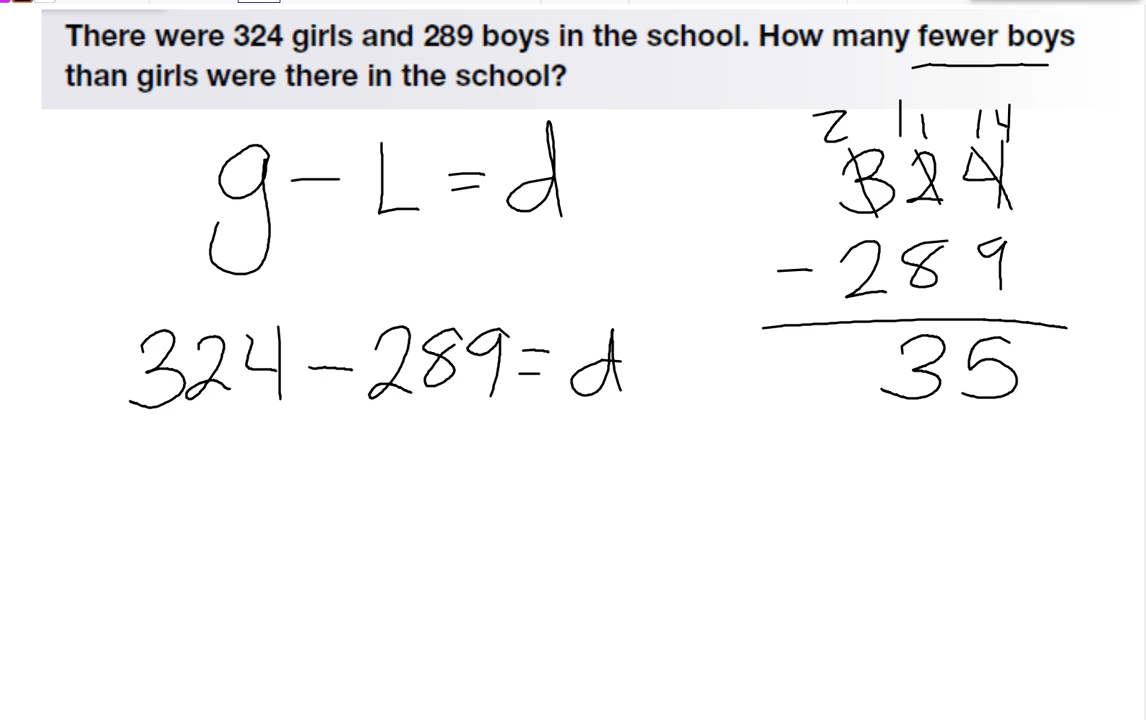 There were 324 girls and 289 boys in the school. How many fewer boys
than girls were there in the school?
g - L = d
324 - 289 = d
2 11 14
324
- 289
35